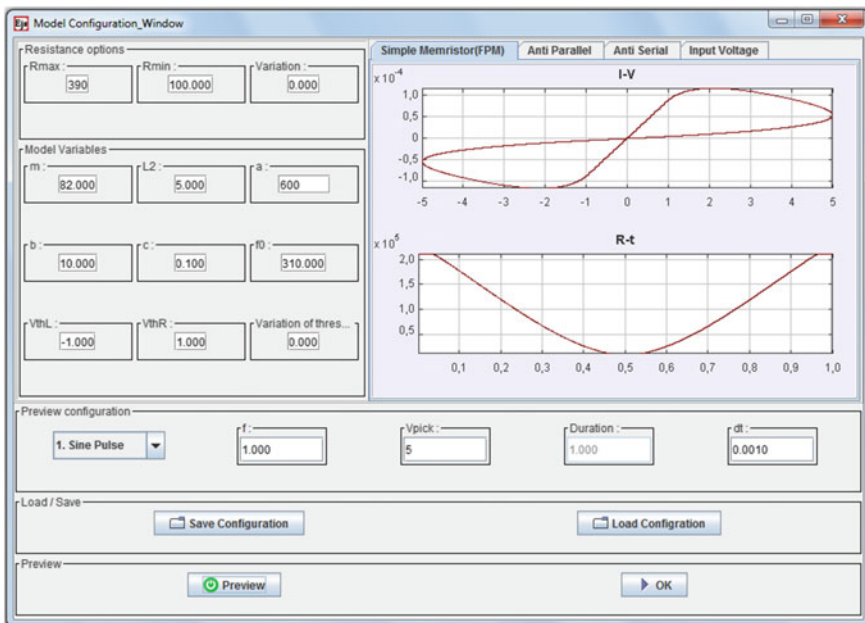 Ejs Model Configuration_Window
Resistance options
Rmax : Rmin : Variation :
390 100.000 0.000
Model Variables
m : L2 : a :
82.000 5.000 600
b : c : f0 :
10.000 0.100 310.000
VthL : VthR : Variation of thres...
-1.000 1.000 0.000
Simple Memristor(FPM) Anti Parallel Anti Serial Input Voltage
I-V
x 10⁻⁴
1,0
0,5
0
-0,5
-1,0
-5 -4 -3 -2 -1 0 1 2 3 4 5
R-t
x 10⁵
2,0
1,5
1,0
0,5
0,1 0,2 0,3 0,4 0,5 0,6 0,7 0,8 0,9 1,0
Preview configuration
1. Sine Pulse
f : Vpick : Duration : dt :
1.000 5 1.000 0.0010
Load / Save
Save Configuration Load Configration
Preview
Preview OK